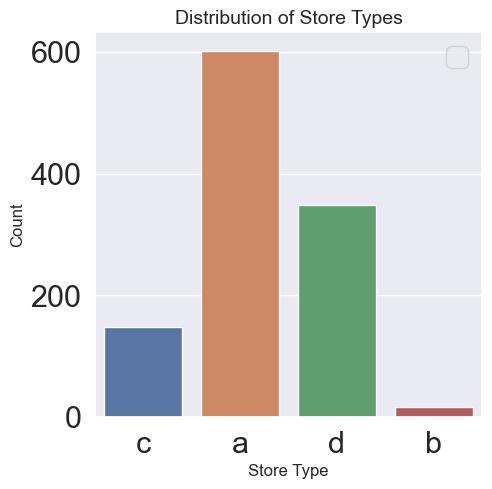 Distribution of Store Types
600
400
200
0
Count
c a d b
Store Type